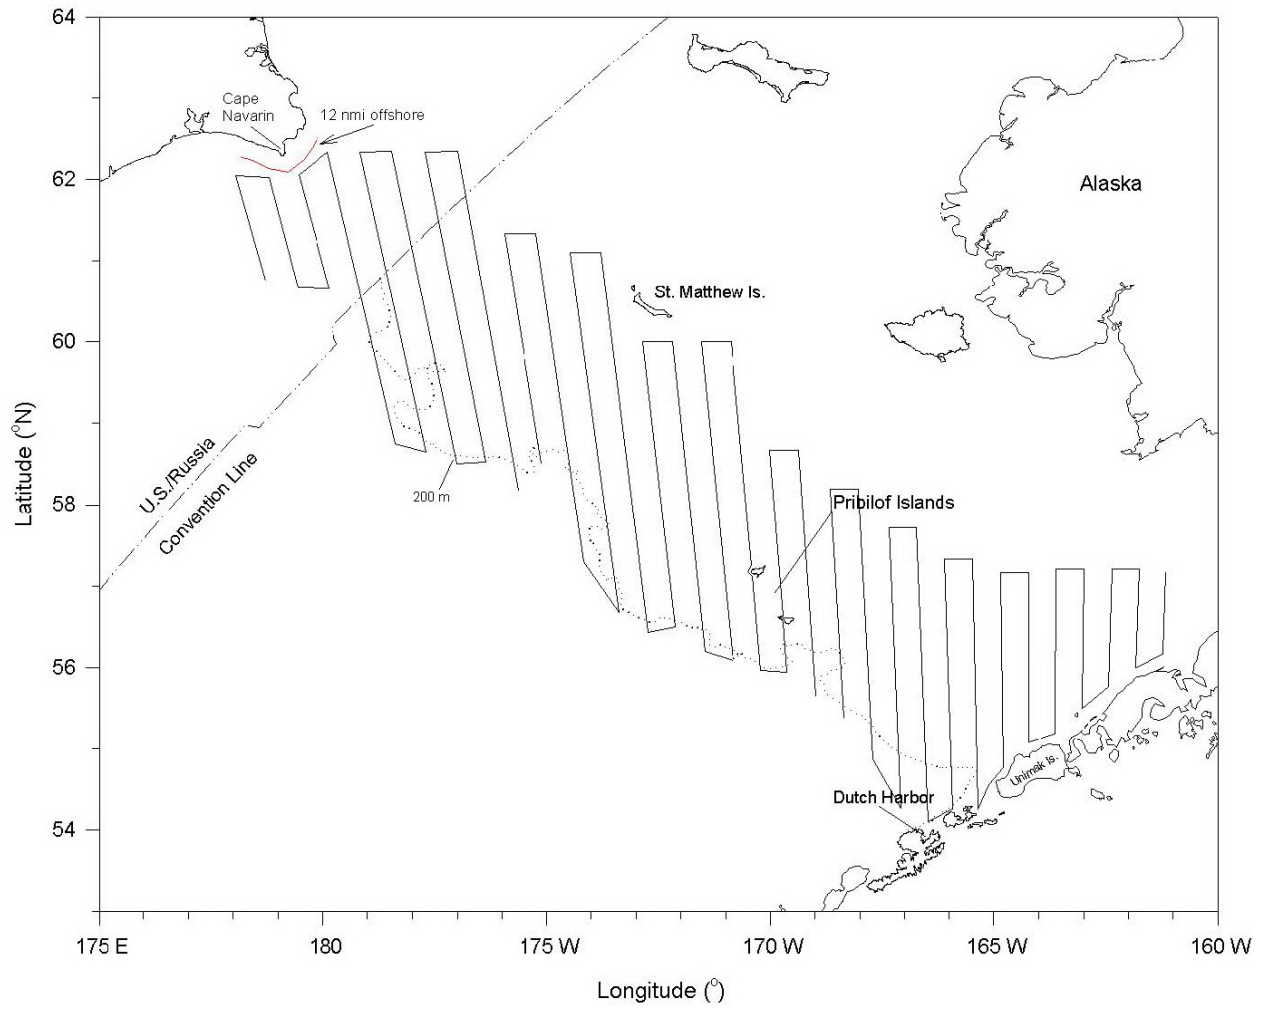 64
Cape
Navarin
12 nmi offshore
62
Alaska
St. Matthew Is.
60
Latitude (°N)
U.S./Russia
Convention Line
200 m
58
Pribilof Islands
56
Unimak Is.
Dutch Harbor
54
175 E
180
175 W
170 W
165 W
160 W
Longitude (°)